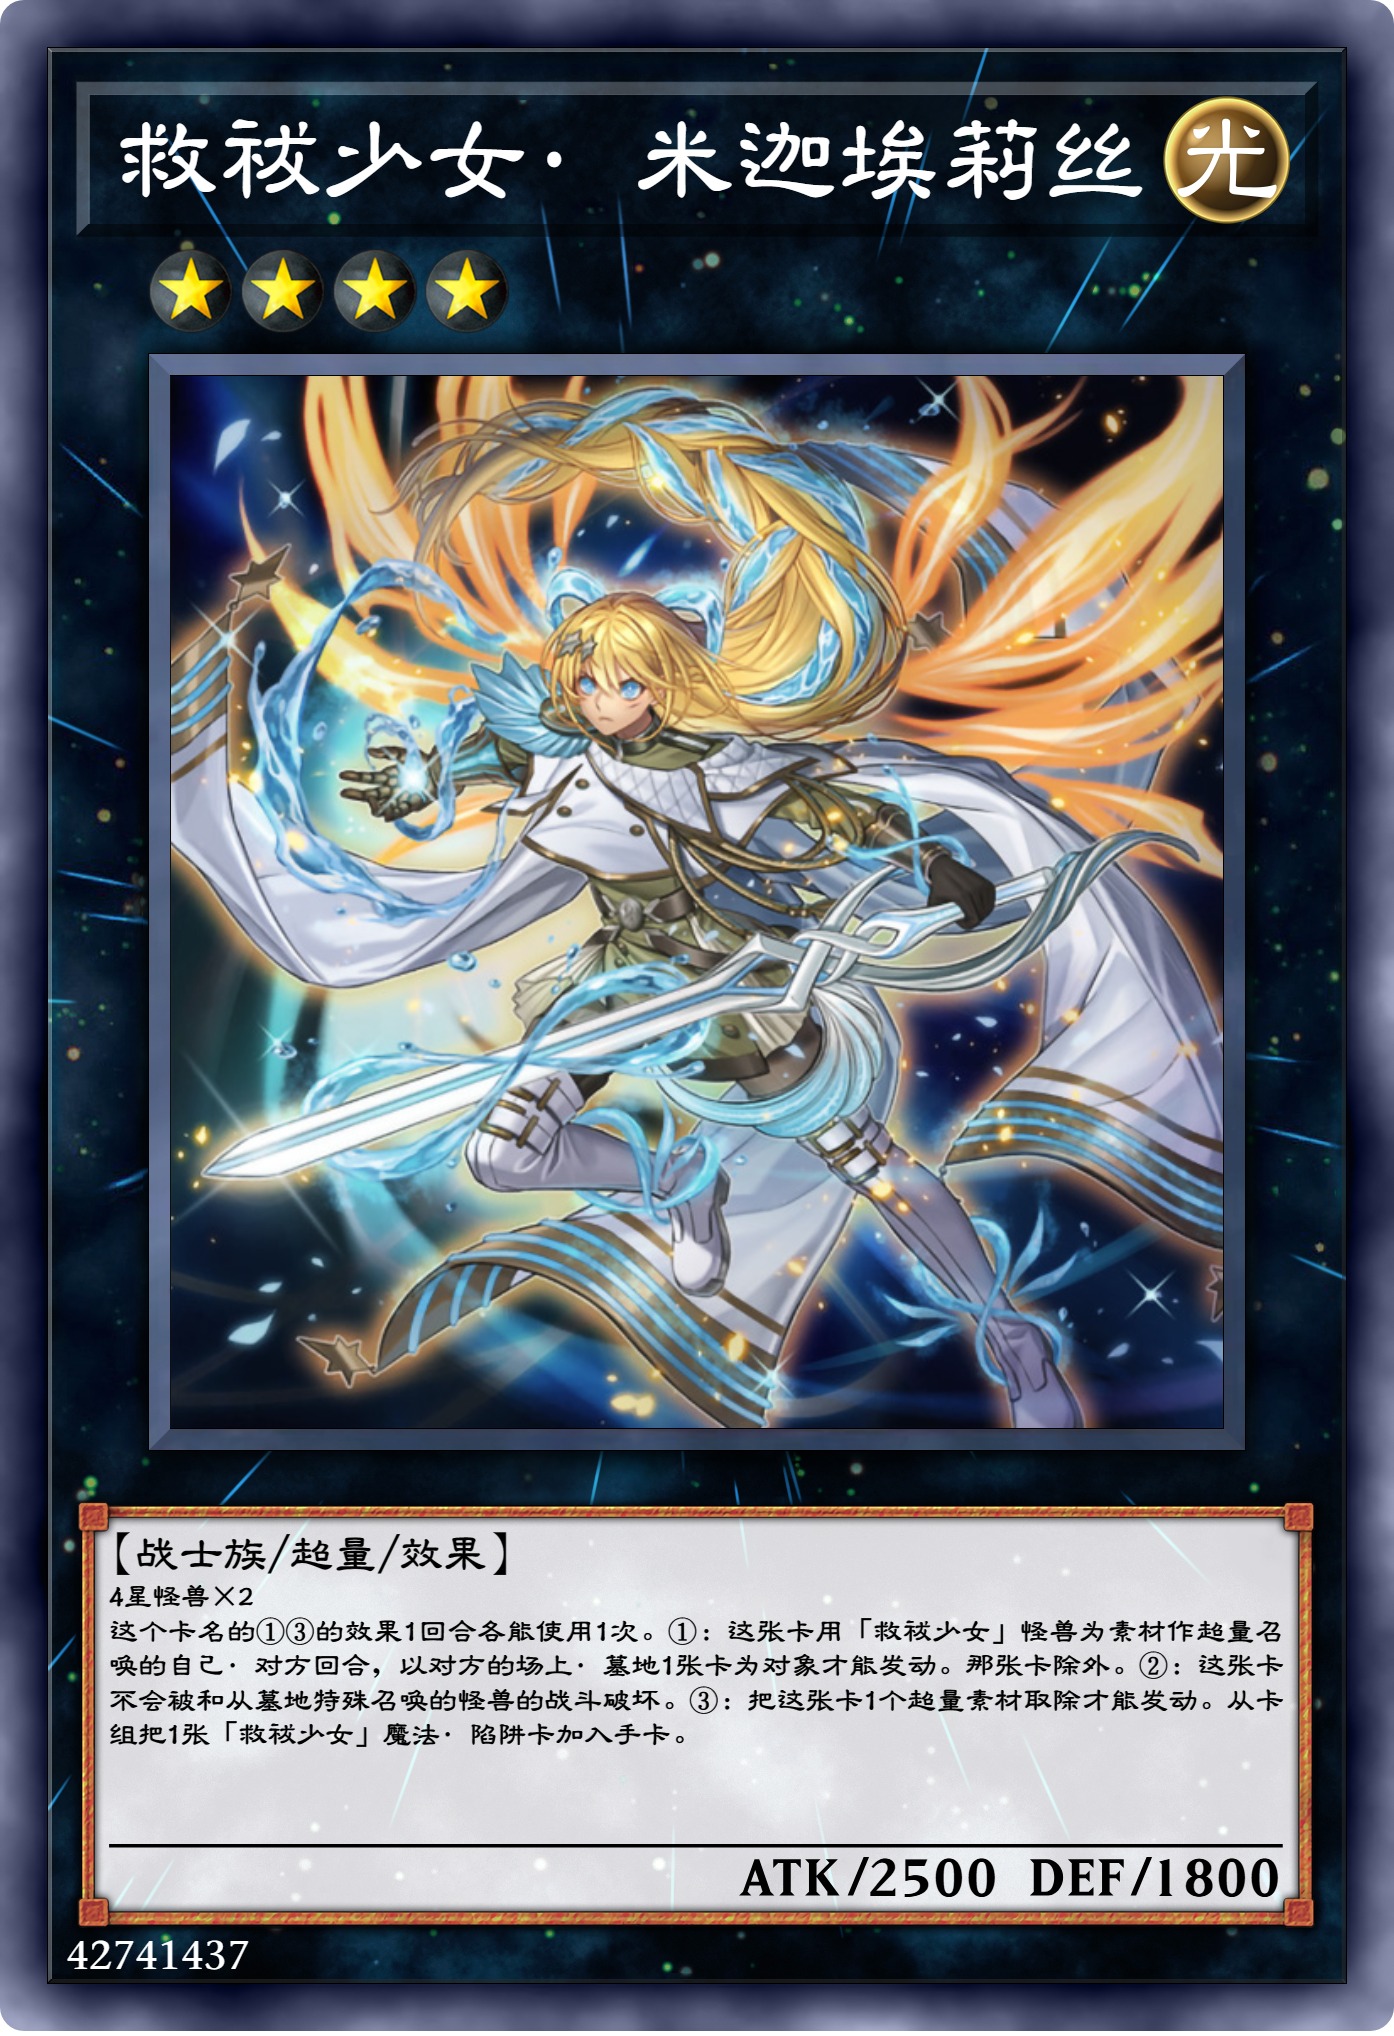 救祓少女·米迦埃莉丝 光
【战士族/超量/效果】
4星怪兽×2
这个卡名的①③的效果1回合各能使用1次。①：这张卡用「救祓少女」怪兽为素材作超量召
唤的自己·对方回合，以对方的场上·墓地1张卡为对象才能发动。那张卡除外。②：这张卡
不会被和从墓地特殊召唤的怪兽的战斗破坏。③：把这张卡1个超量素材取除才能发动。从卡
组把1张「救祓少女」魔法·陷阱卡加入手卡。
ATK/2500 DEF/1800
42741437